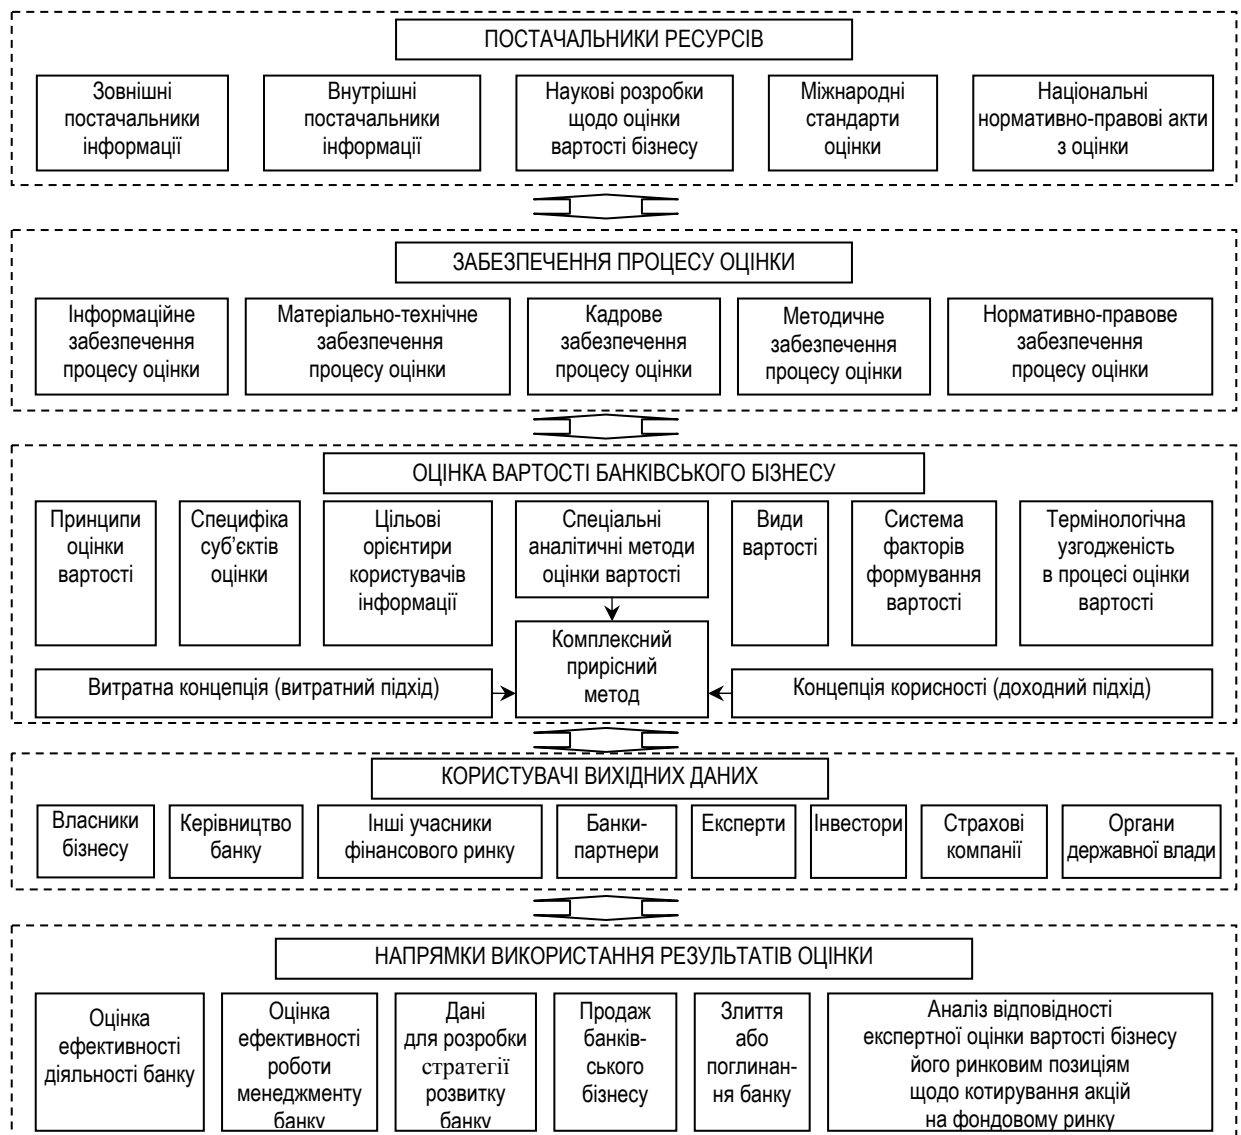 ПОСТАЧАЛЬНИКИ РЕСУРСІВ
Зовнішні
постачальники
інформації
Внутрішні
постачальники
інформації
Наукові розробки
щодо оцінки
вартості бізнесу
Міжнародні
стандарти
оцінки
Національні
нормативно-правові акти
з оцінки
ЗАБЕЗПЕЧЕННЯ ПРОЦЕСУ ОЦІНКИ
Інформаційне
забезпечення
процесу оцінки
Матеріально-технічне
забезпечення
процесу оцінки
Кадрове
забезпечення
процесу оцінки
Методичне
забезпечення
процесу оцінки
Нормативно-правове
забезпечення
процесу оцінки
ОЦІНКА ВАРТОСТІ БАНКІВСЬКОГО БІЗНЕСУ
Принципи
оцінки
вартості
Специфіка
суб’єктів
оцінки
Цільові
орієнтири
користувачів
інформації
Спеціальні
аналітичні методи
оцінки вартості
Види
вартості
Система
факторів
формування
вартості
Термінологічна
узгодженість
в процесі оцінки
вартості
Комплексний
прирісний
метод
Витратна концепція (витратний підхід)
Концепція корисності (доходний підхід)
КОРИСТУВАЧІ ВИХІДНИХ ДАНИХ
Власники
бізнесу
Керівництво
банку
Інші учасники
фінансового ринку
Банки-
партнери
Експерти
Інвестори
Страхові
компанії
Органи
державної влади
НАПРЯМКИ ВИКОРИСТАННЯ РЕЗУЛЬТАТІВ ОЦІНКИ
Оцінка
ефективності
діяльності банку
Оцінка
ефективності
роботи
менеджменту
банку
Дані
для розробки
стратегії
розвитку
банку
Продаж
банків-
ського
бізнесу
Злиття
або
поглинан-
ня банку
Аналіз відповідності
експертної оцінки вартості бізнесу
його ринковим позиціям
щодо котирування акцій
на фондовому ринку